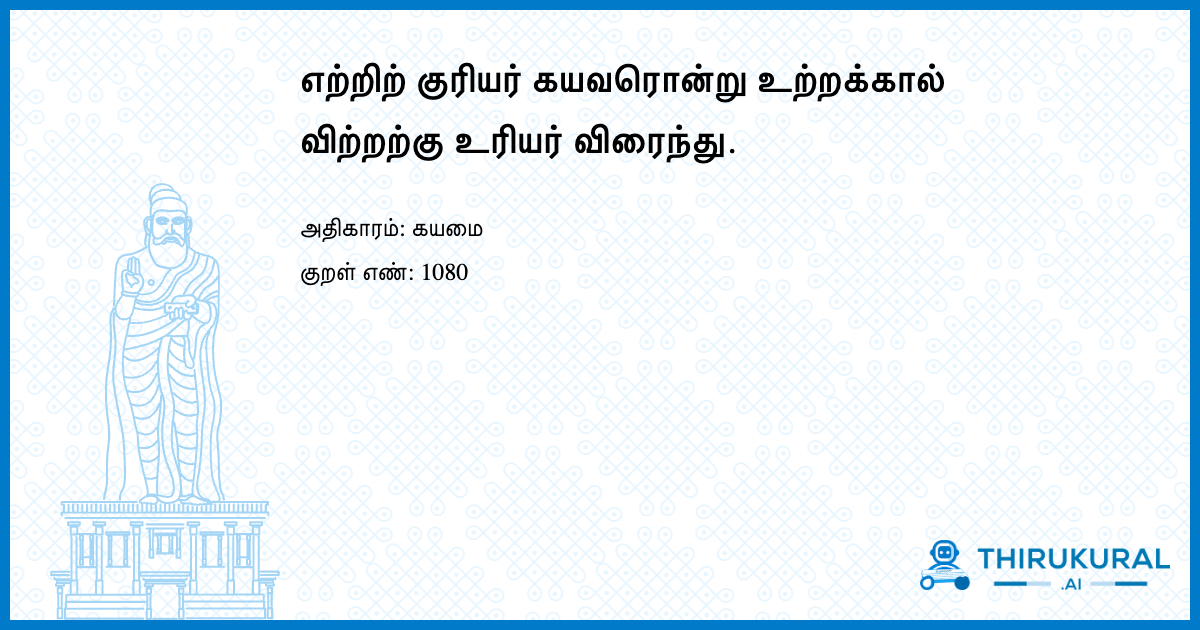 எற்றிற் குரியர் கயவரொன்று உற்றக்கால்
விற்றற்கு உரியர் விரைந்து.
அதிகாரம்: கயமை
குறள் எண்: 1080
THIRUKURAL
.AI